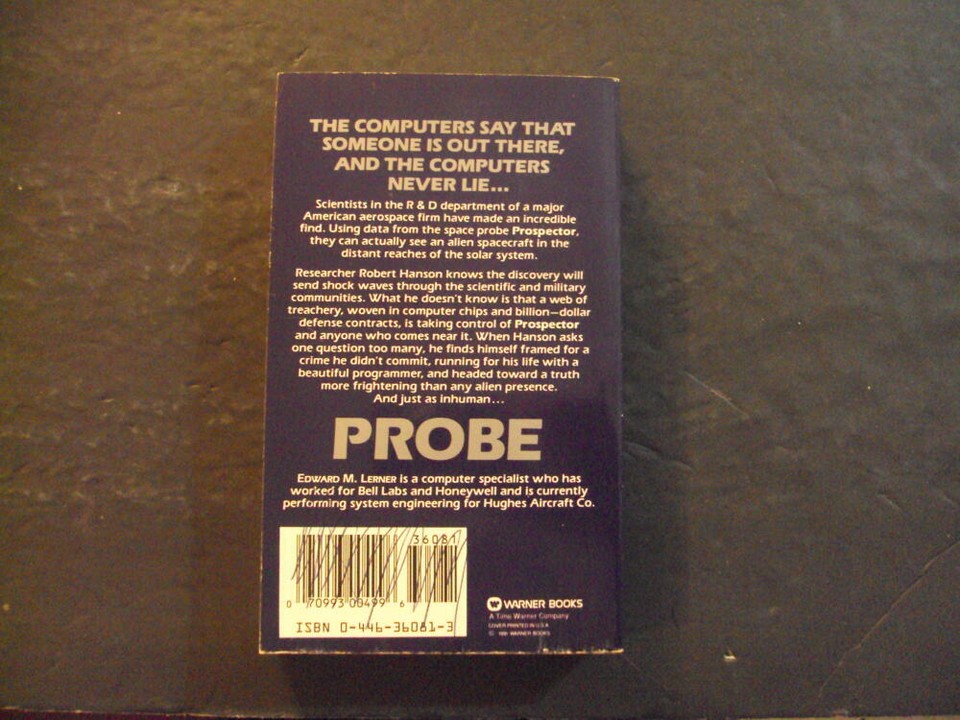 THE COMPUTERS SAY THAT
SOMEONE IS OUT THERE,
AND THE COMPUTERS
NEVER LIE...
Scientists in the R & D department of a major
American aerospace firm have made an incredible
find. Using data from the space probe Prospector,
they can actually see an alien spacecraft in the
distant reaches of the solar system.
Researcher Robert Hanson knows the discovery will
send shock waves through the scientific and military
communities. What he doesn't know is that a web of
treachery, woven in computer chips and billion—dollar
defense contracts, is taking control of Prospector
and anyone who comes near it. When Hanson asks
one question too many, he finds himself framed for a
crime he didn't commit, running for his life with a
beautiful programmer, and headed toward a truth
more frightening than any alien presence.
And just as inhuman...
PROBE
EDWARD M. LERNER is a computer specialist who has
worked for Bell Labs and Honeywell and is currently
performing system engineering for Hughes Aircraft Co.
36081
0 70993 00499 6
ISBN 0-446-36081-3
W WARNER BOOKS
A Time Warner Company
COVER PRINTED IN U.S.A.
© 1991 WARNER BOOKS